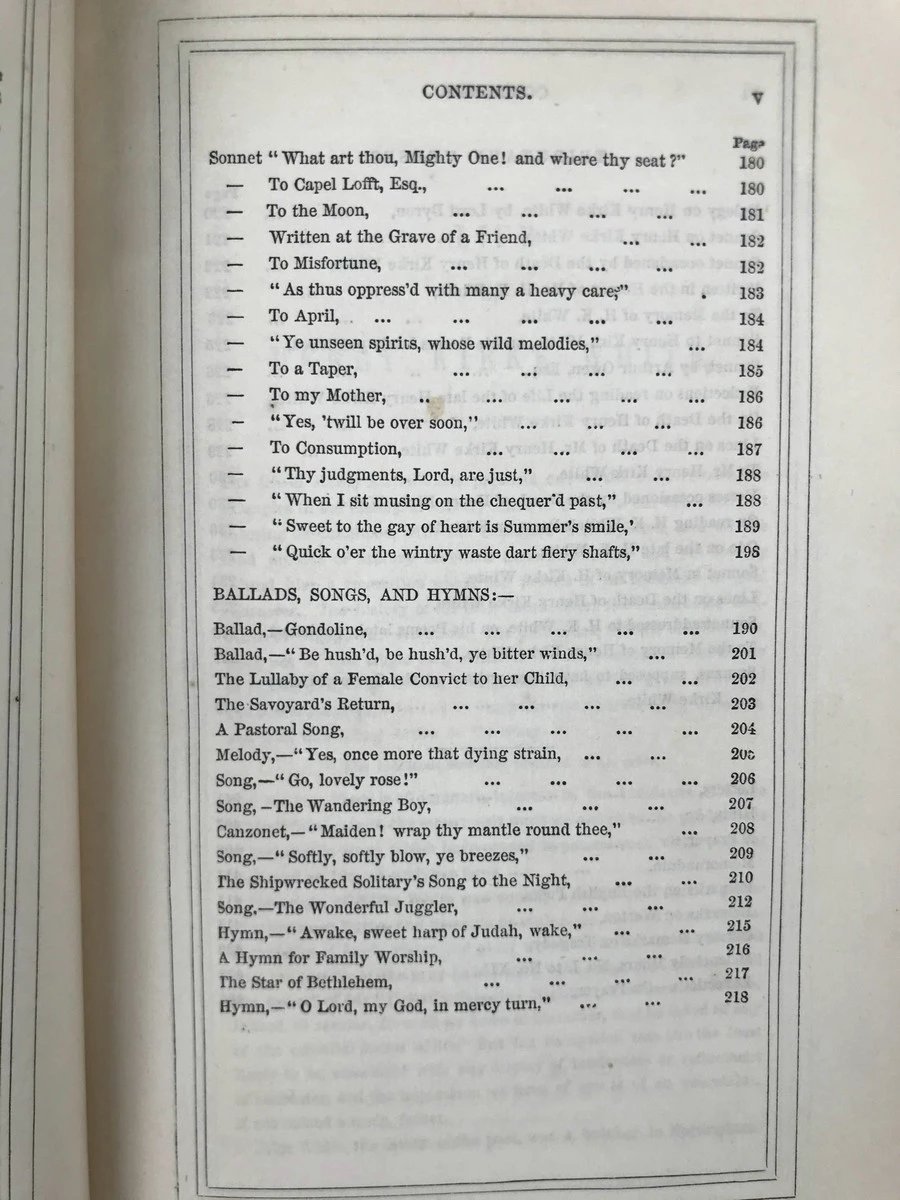 CONTENTS. v
Page
Sonnet “What art thou, Mighty One! and where thy seat?” 180
— To Capel Lofft, Esq., ... ... ... ... 180
— To the Moon, ... ... ... ... 181
— Written at the Grave of a Friend, ... ... 182
— To Misfortune, ... ... ... ... 182
— “As thus oppress'd with many a heavy care,” . 183
— To April, ... ... ... ... ... 184
— “Ye unseen spirits, whose wild melodies,” ... 184
— To a Taper, ... ... ... ... 185
— To my Mother, .. ... ... ... ... 186
— “Yes, 'twill be over soon,” ... ... ... 186
— To Consumption, ... ... ... ... 187
— “Thy judgments, Lord, are just,” ... ... 188
— “When I sit musing on the chequer'd past,” ... 188
— “Sweet to the gay of heart is Summer's smile,' 189
— “Quick o'er the wintry waste dart fiery shafts,” 198
BALLADS, SONGS, AND HYMNS:—
Ballad,—Gondoline, ... ... ... ... ... 190
Ballad,—“Be hush'd, be hush'd, ye bitter winds,” ... 201
The Lullaby of a Female Convict to her Child, ... ... 202
The Savoyard's Return, ... ... ... ... 203
A Pastoral Song, ... ... ... ... ... 204
Melody,—“Yes, once more that dying strain, ... ... 205
Song,—“Go, lovely rose!” ... ... ... ... 206
Song, –The Wandering Boy, ... ... ... 207
Canzonet,—“Maiden! wrap thy mantle round thee,” ... 208
Song,—“Softly, softly blow, ye breezes,” ... ... 209
The Shipwrecked Solitary's Song to the Night, ... ... 210
Song.—The Wonderful Juggler, ... ... ... 212
Hymn,—“Awake, sweet harp of Judah, wake,” ... ... 215
A Hymn for Family Worship, ... ... ... 216
The Star of Bethlehem, ... ... ... ... 217
Hymn,—“O Lord, my God, in mercy turn,” ... ... 218